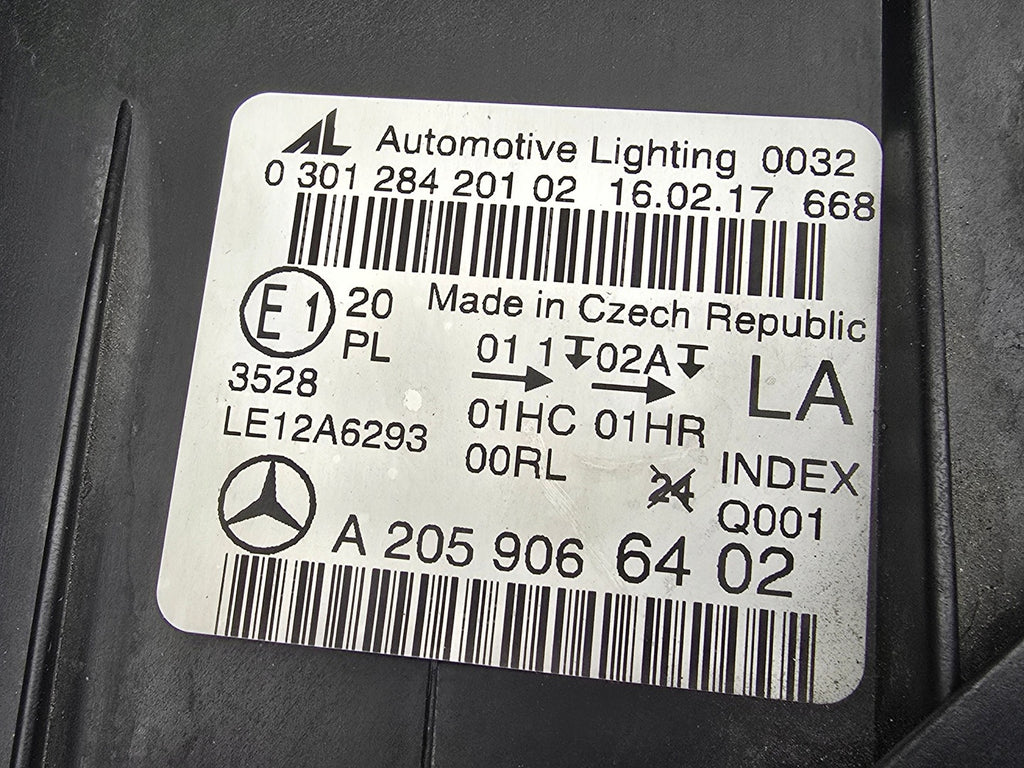 AL Automotive Lighting 0032
0 301 284 201 02 16.02.17 668
E1 20 Made in Czech Republic
PL 01 1 02A LA
3528
LE12A6293 01HC 01HR
00RL 24 INDEX
Q001
A 205 906 64 02